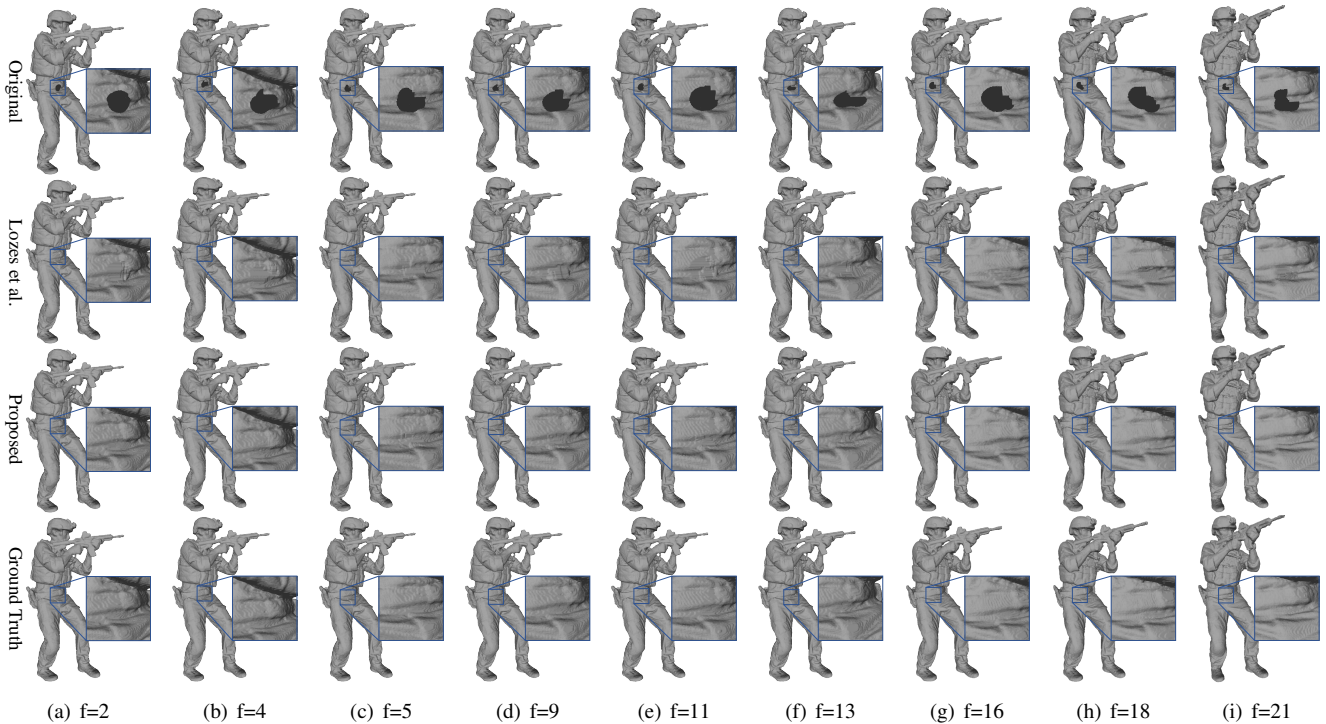 Original
Lozes et al.
Proposed
Ground Truth
(a) f=2 (b) f=4 (c) f=5 (d) f=9 (e) f=11 (f) f=13 (g) f=16 (h) f=18 (i) f=21